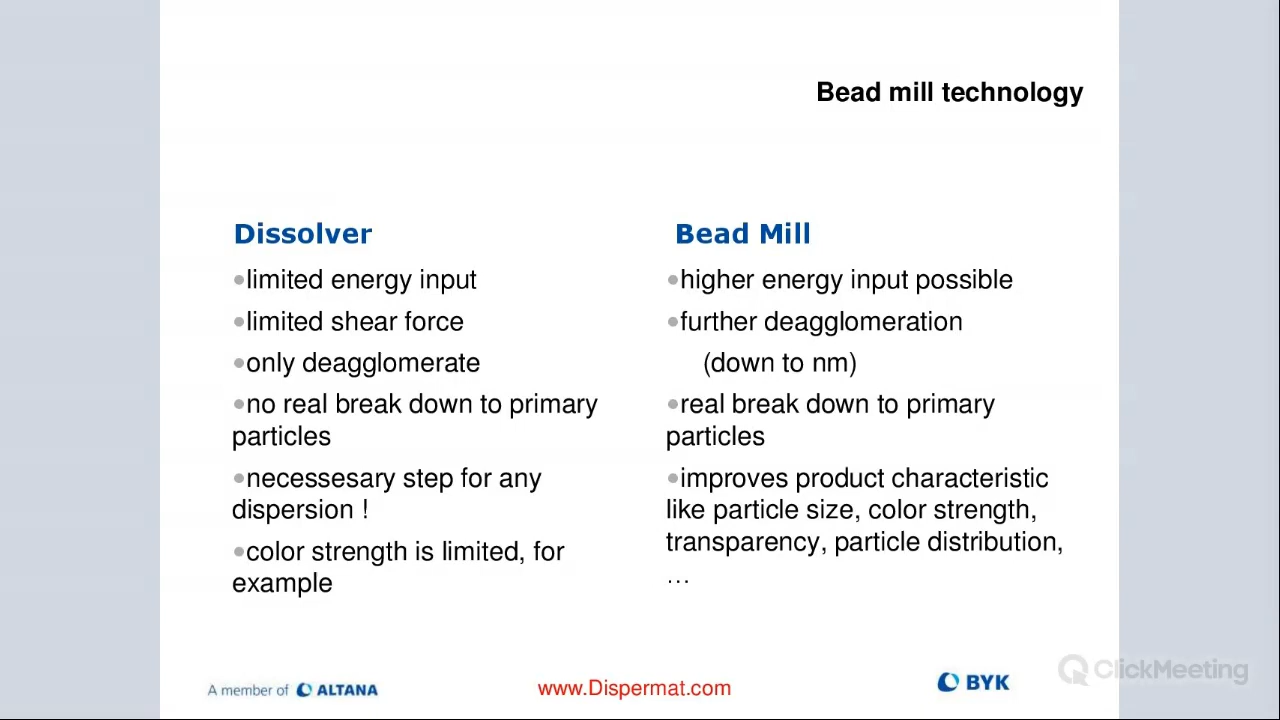 Bead mill technology
Dissolver
•limited energy input
•limited shear force
•only deagglomerate
•no real break down to primary
particles
•necessesary step for any
dispersion !
•color strength is limited, for
example
Bead Mill
•higher energy input possible
•further deagglomeration
(down to nm)
•real break down to primary
particles
•improves product characteristic
like particle size, color strength,
transparency, particle distribution,
…
A member of ALTANA
www.Dispermat.com
BYK
ClickMeeting